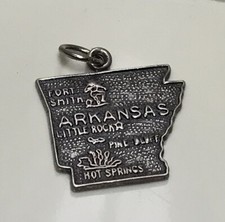 FORT
SMITH
ARKANSAS
LITTLE ROCK
PINE BLUFF
HOT SPRINGS